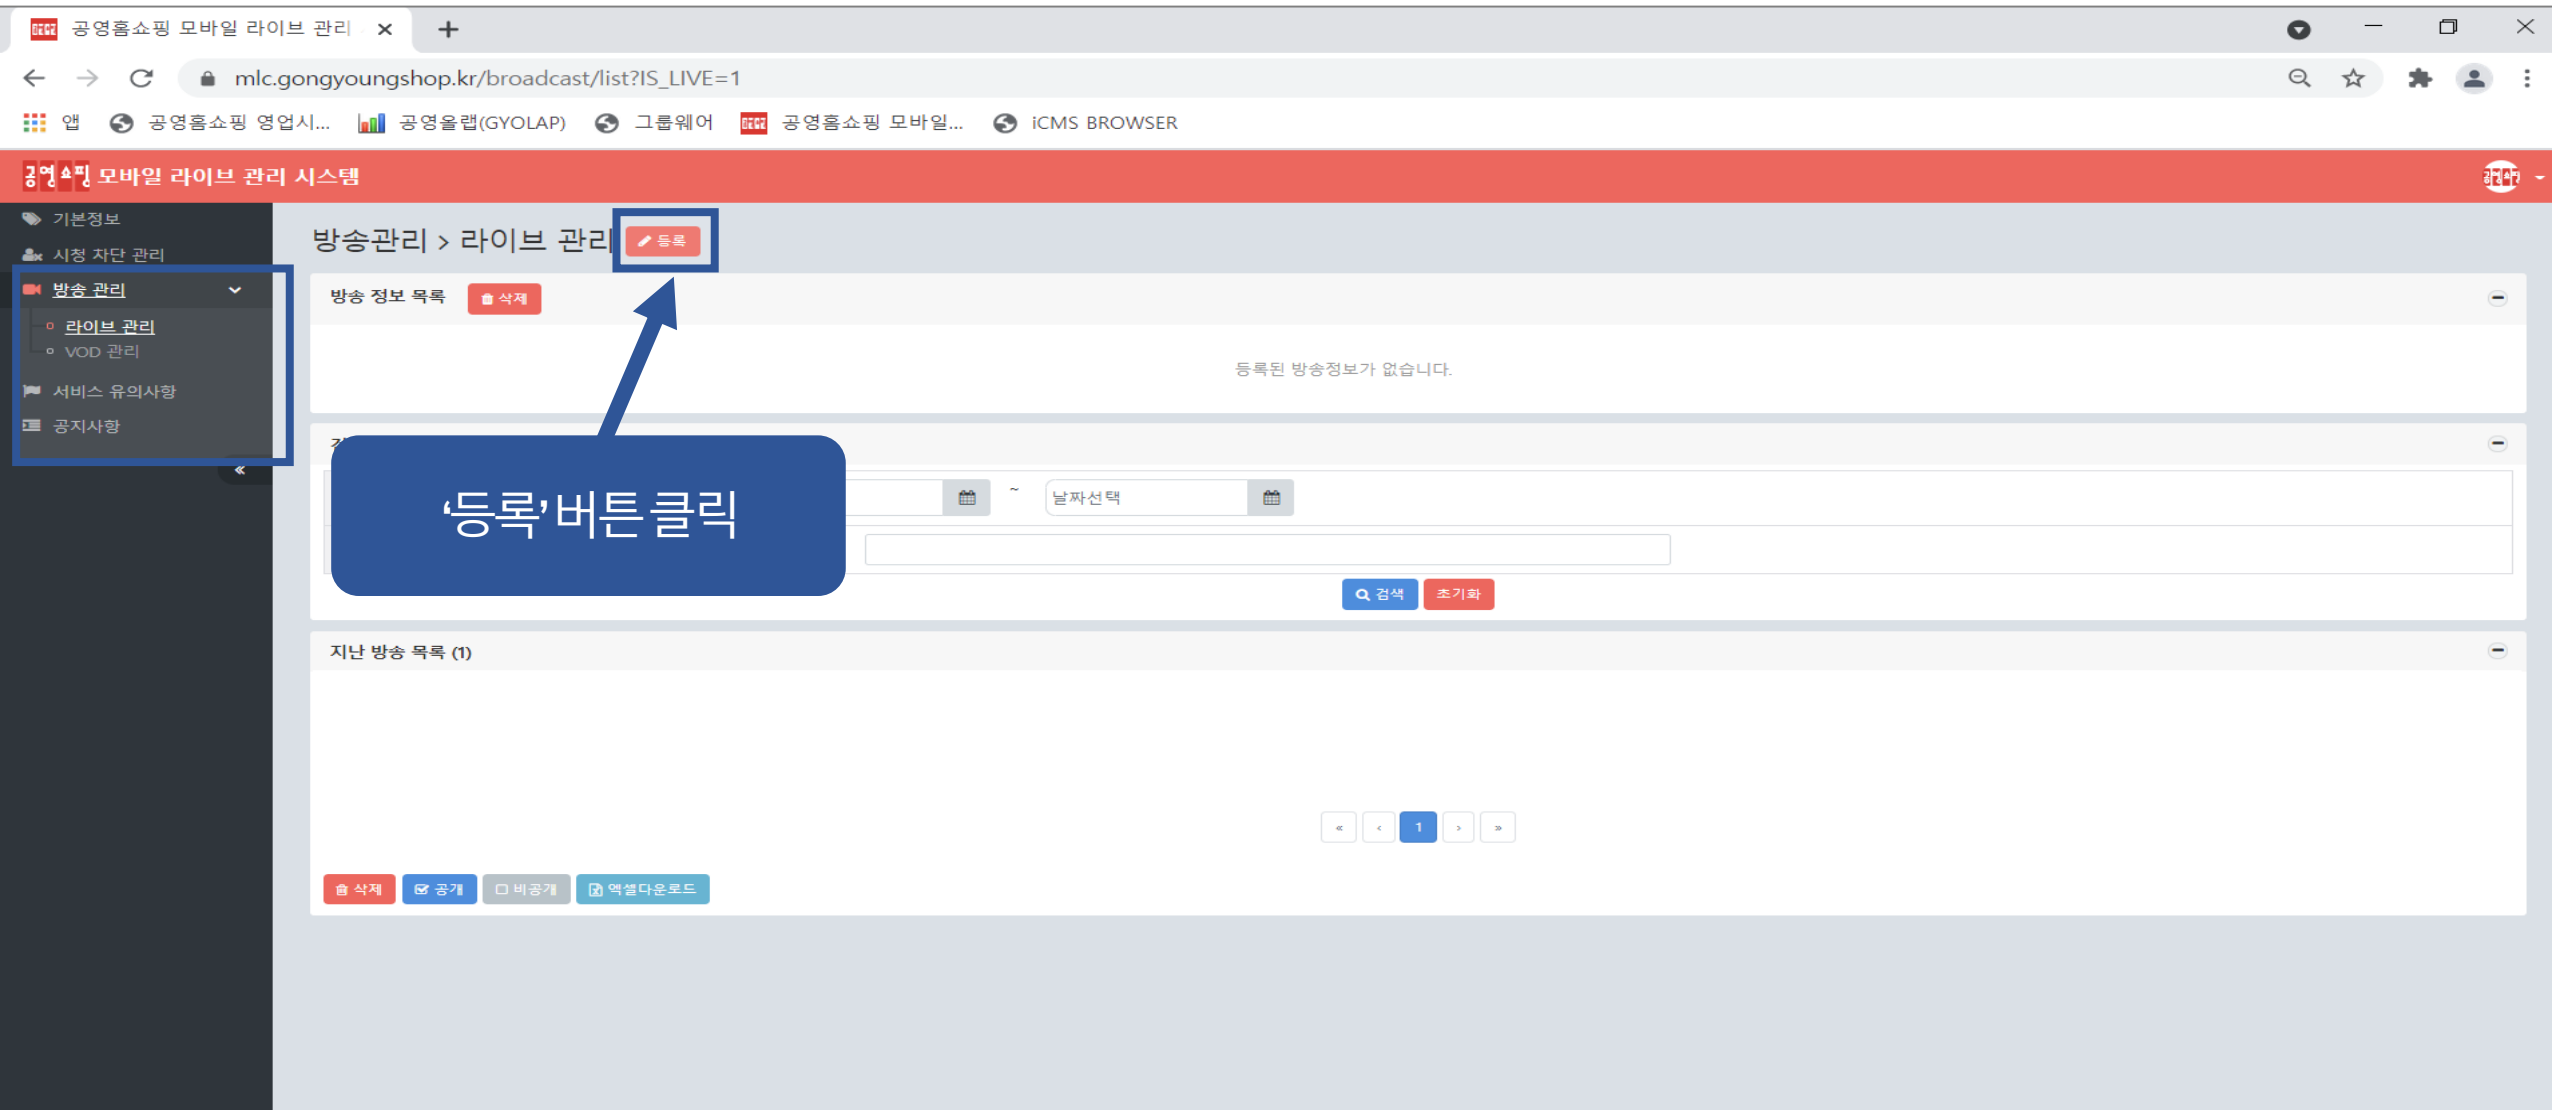 공영홈쇼핑 모바일 라이브 관리
mlc.gongyoungshop.kr/broadcast/list?IS_LIVE=1
앱 공영홈쇼핑 영업시... 공영올랩(GYOLAP) 그룹웨어 공영홈쇼핑 모바일... iCMS BROWSER
공영쇼핑 모바일 라이브 관리 시스템
공영쇼핑
기본정보
시청 차단 관리
방송 관리
라이브 관리
VOD 관리
서비스 유의사항
공지사항
«
방송관리 > 라이브 관리 등록
방송 정보 목록 삭제
등록된 방송정보가 없습니다.
'등록' 버튼 클릭
~ 날짜선택
검색 초기화
지난 방송 목록 (1)
« ‹ 1 › »
삭제 공개 비공개 엑셀다운로드